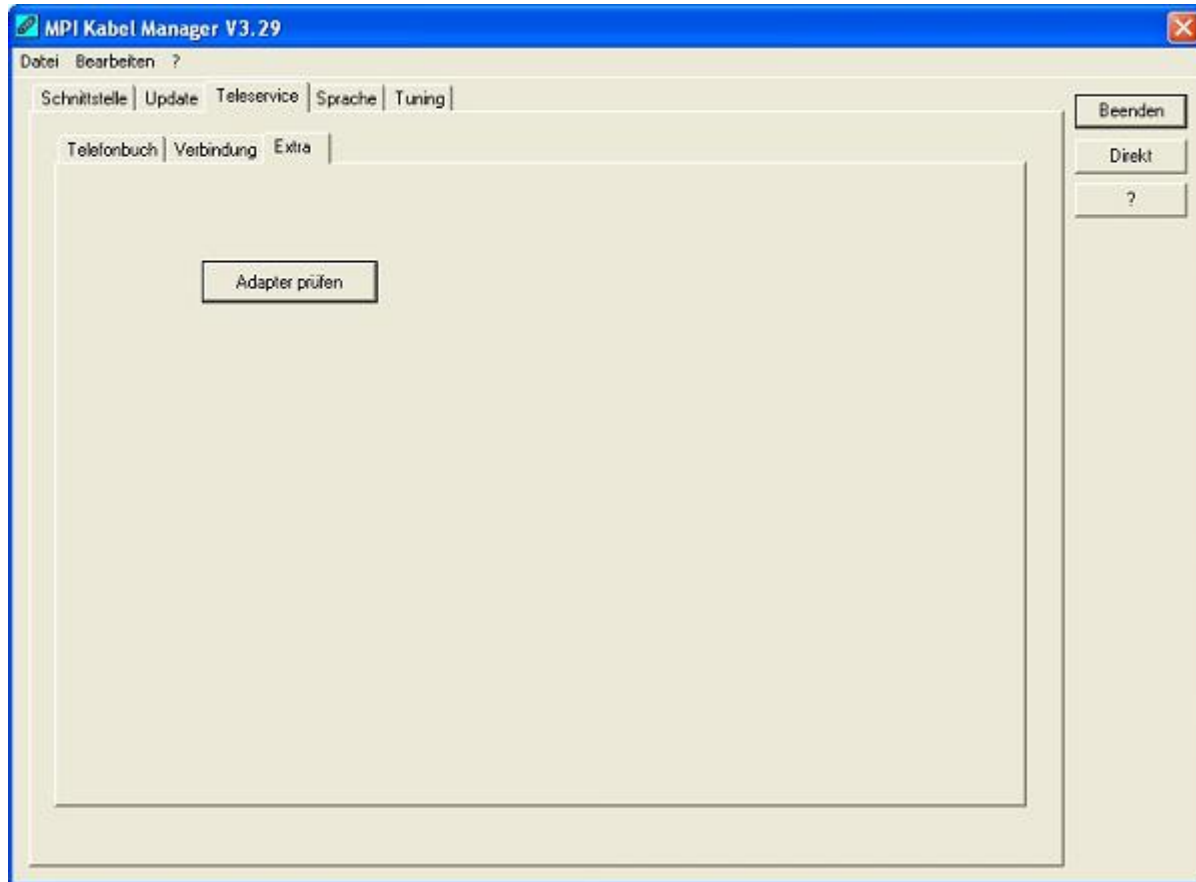 MPI Kabel Manager V3.29
Datei Bearbeiten ?
Schnittstelle Update Teleservice Sprache Tuning
Beenden
Telefonbuch Verbindung Extra
Direkt
?
Adapter prüfen